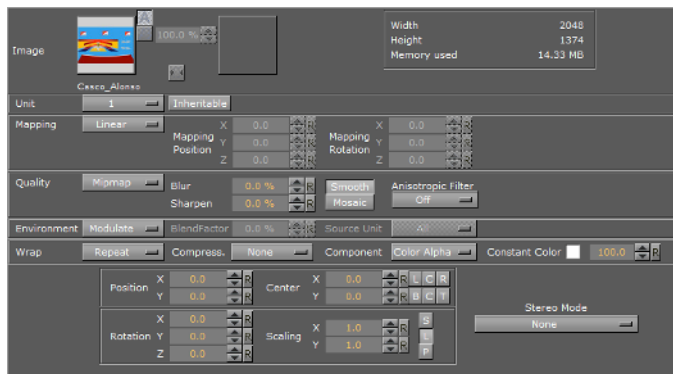 Image
A
100.0 %
Casco_Alonso
Width 2048
Height 1374
Memory used 14.33 MB
Unit 1 Inheritable
Mapping Linear
Mapping Position
X 0.0 R
Y 0.0 R
Z 0.0 R
Mapping Rotation
X 0.0 R
Y 0.0 R
Z 0.0 R
Quality Mipmap
Blur 0.0 % R
Sharpen 0.0 % R
Smooth
Mosaic
Anisotropic Filter
Off
Environment Modulate BlendFactor 0.0 % R Source Unit All
Wrap Repeat Compress. None Component Color Alpha Constant Color 100.0 R
Position
X 0.0 R
Y 0.0 R
Center
X 0.0 R L C R
Y 0.0 R B C T
Rotation
X 0.0 R
Y 0.0 R
Z 0.0 R
Scaling
X 1.0 R
Y 1.0 R
S
L
P
Stereo Mode
None